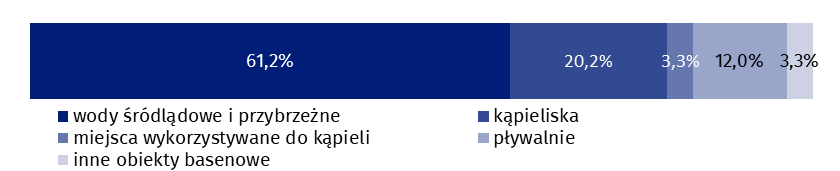 61,2% 20,2% 3,3% 12,0% 3,3%
wody śródlądowe i przybrzeżne kąpieliska
miejsca wykorzystywane do kąpieli pływalnie
inne obiekty basenowe